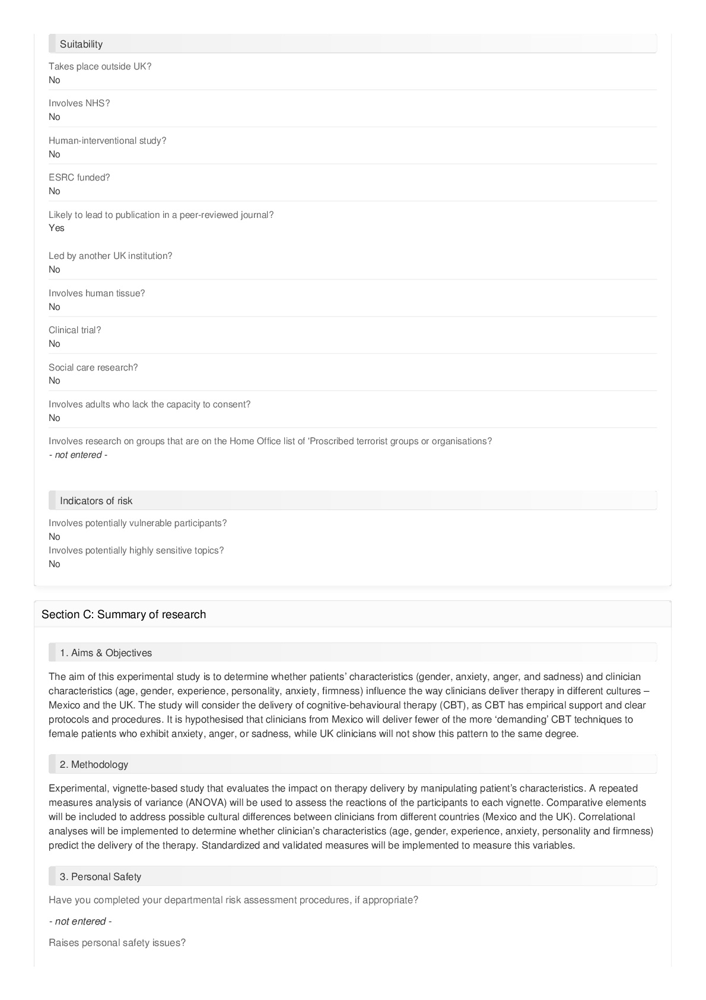 Suitability
Takes place outside UK?
No
Involves NHS?
No
Human-interventional study?
No
ESRC funded?
No
Likely to lead to publication in a peer-reviewed journal?
Yes
Led by another UK institution?
No
Involves human tissue?
No
Clinical trial?
No
Social care research?
No
Involves adults who lack the capacity to consent?
No
Involves research on groups that are on the Home Office list of 'Proscribed terrorist groups or organisations?
- not entered -
Indicators of risk
Involves potentially vulnerable participants?
No
Involves potentially highly sensitive topics?
No
Section C: Summary of research
1. Aims & Objectives
The aim of this experimental study is to determine whether patients’ characteristics (gender, anxiety, anger, and sadness) and clinician
characteristics (age, gender, experience, personality, anxiety, firmness) influence the way clinicians deliver therapy in different cultures –
Mexico and the UK. The study will consider the delivery of cognitive-behavioural therapy (CBT), as CBT has empirical support and clear
protocols and procedures. It is hypothesised that clinicians from Mexico will deliver fewer of the more ‘demanding’ CBT techniques to
female patients who exhibit anxiety, anger, or sadness, while UK clinicians will not show this pattern to the same degree.
2. Methodology
Experimental, vignette-based study that evaluates the impact on therapy delivery by manipulating patient’s characteristics. A repeated
measures analysis of variance (ANOVA) will be used to assess the reactions of the participants to each vignette. Comparative elements
will be included to address possible cultural differences between clinicians from different countries (Mexico and the UK). Correlational
analyses will be implemented to determine whether clinician’s characteristics (age, gender, experience, anxiety, personality and firmness)
predict the delivery of the therapy. Standardized and validated measures will be implemented to measure this variables.
3. Personal Safety
Have you completed your departmental risk assessment procedures, if appropriate?
- not entered -
Raises personal safety issues?